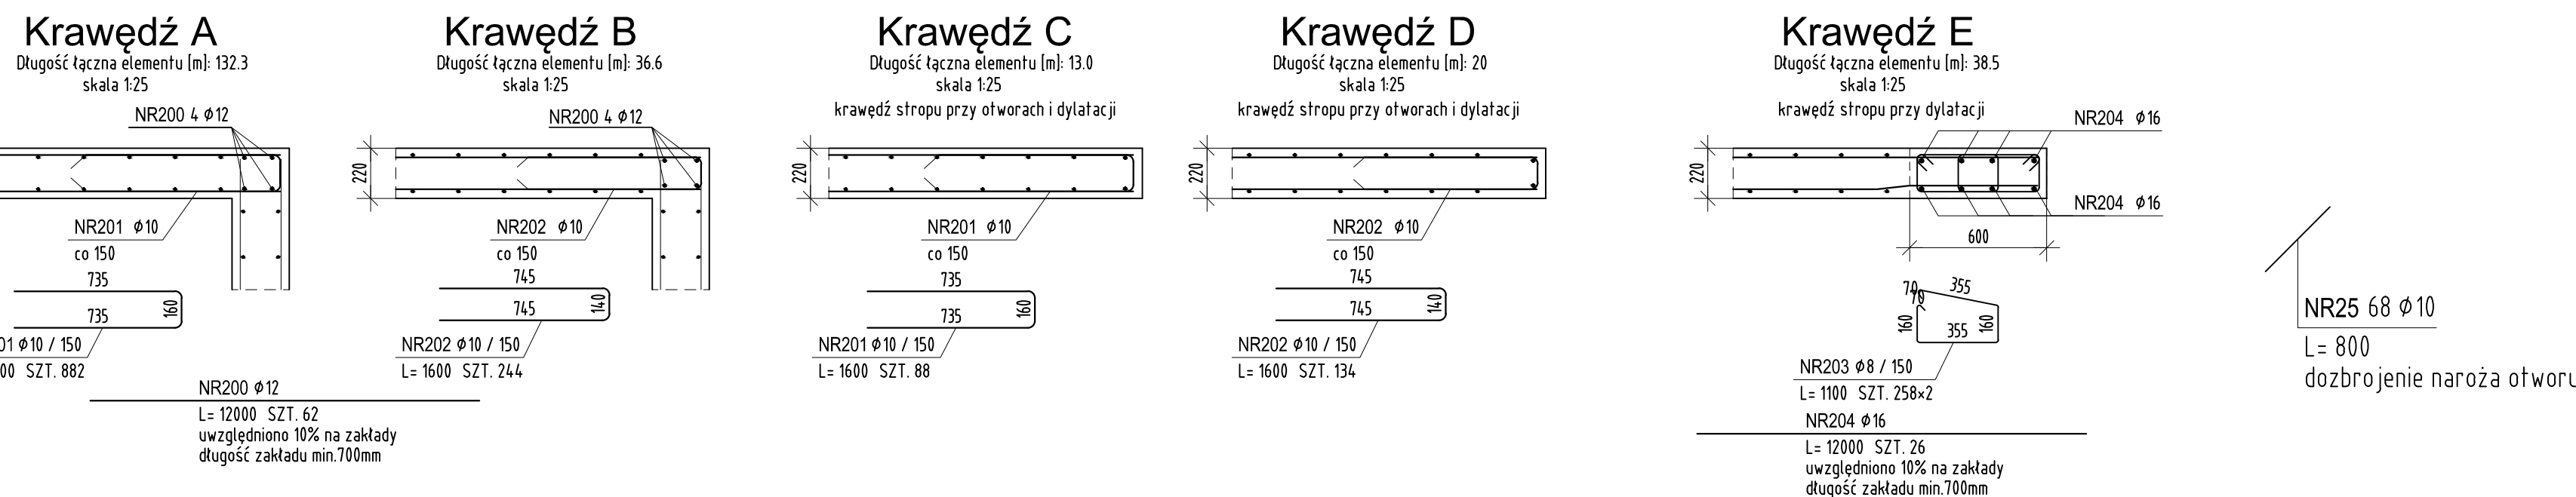 Krawędź A
Długość łączna elementu [m]: 132.3
skala 1:25
NR200 4 ϕ12
NR201 ϕ10
co 150
735
735
160
01 ϕ10 / 150
00 SZT. 882
NR200 ϕ12
L= 12000 SZT. 62
uwzględniono 10% na zakłady
długość zakładu min.700mm
Krawędź B
Długość łączna elementu [m]: 36.6
skala 1:25
NR200 4 ϕ12
220
NR202 ϕ10
co 150
745
745
140
NR202 ϕ10 / 150
L= 1600 SZT. 244
Krawędź C
Długość łączna elementu [m]: 13.0
skala 1:25
krawędź stropu przy otworach i dylatacji
220
NR201 ϕ10
co 150
735
735
160
NR201 ϕ10 / 150
L= 1600 SZT. 88
Krawędź D
Długość łączna elementu [m]: 20
skala 1:25
krawędź stropu przy otworach i dylatacji
220
NR202 ϕ10
co 150
745
745
140
NR202 ϕ10 / 150
L= 1600 SZT. 134
Krawędź E
Długość łączna elementu [m]: 38.5
skala 1:25
krawędź stropu przy dylatacji
NR204 ϕ16
220
NR204 ϕ16
600
70
70
355
160
355
160
NR203 ϕ8 / 150
L= 1100 SZT. 258×2
NR204 ϕ16
L= 12000 SZT. 26
uwzględniono 10% na zakłady
długość zakładu min.700mm
NR25 68 ϕ10
L= 800
dozbrojenie naroża otworu